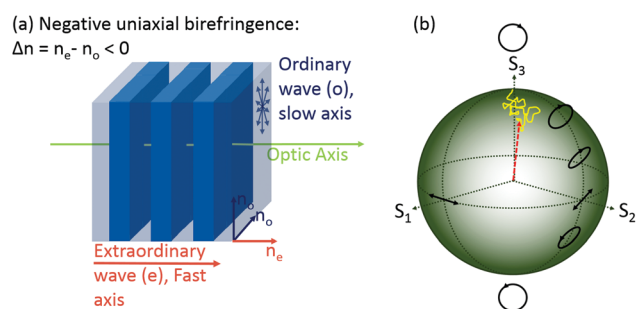 (a) Negative uniaxial birefringence:
Δn = nₑ- nₒ < 0
Ordinary
wave (o),
slow axis
Optic Axis
nₒ
nₒ
nₑ
Extraordinary
wave (e), Fast
axis
(b)
S₃
S₁
S₂